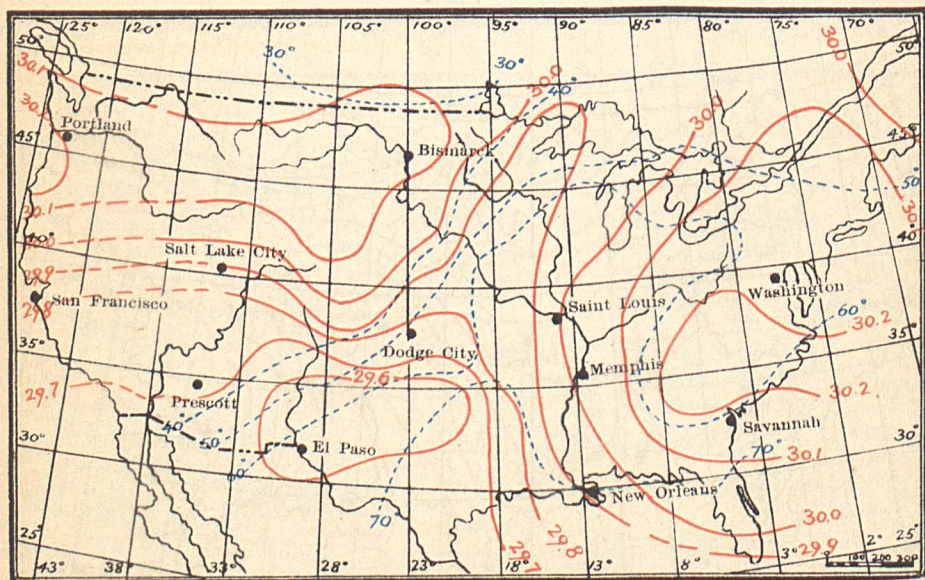 125° 120° 115° 110° 105° 100° 95° 90° 85° 80° 75° 70°
50° 50°
30.1 30° 30° 30.0 40° 30.0 30.0
Portland
45° 45°
Bismarck
50°
30.1
40° 40°
Salt Lake City
29.9
29.8
San Francisco
Washington
Saint Louis
60°
30.2
35° 35°
Dodge City
29.7
29.6
Memphis
30.2
Prescott
40° 50° 60°
Savannah
El Paso
30° 30°
70°
30.1
70°
New Orleans
30.0
29.7 29.8 29.9
25° 25°
43° 38° 33° 28° 23° 18° 13° 8° 3°
100 200 300